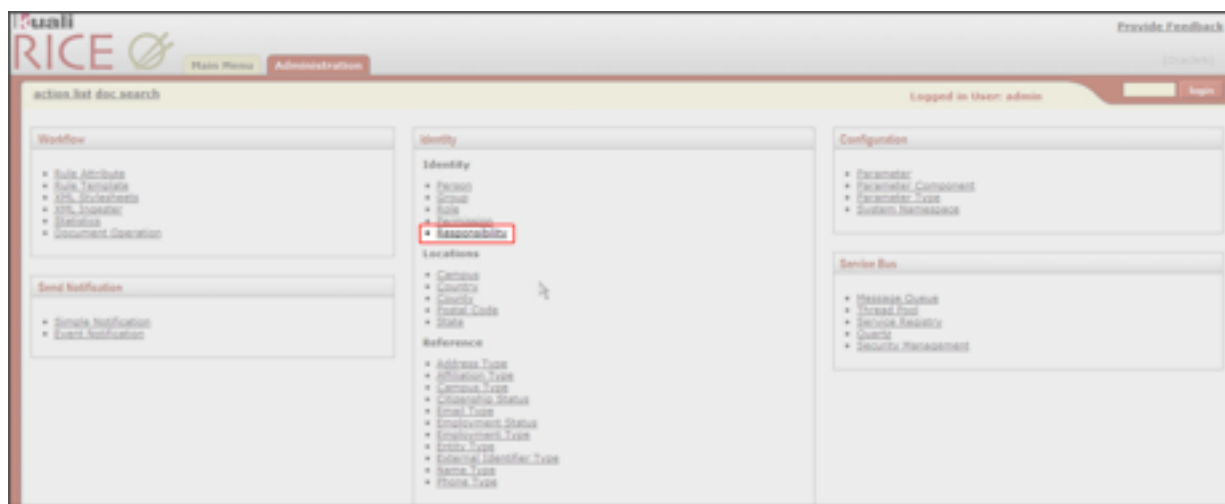 Kuali
RICE
Provide Feedback
Main Menu
Administration
action list doc search
Logged in User: admin
login
Workflow
Rule Attribute
Rule Template
XML Stylesheets
XML Ingester
Statistics
Document Operation
Send Notification
Simple Notification
Event Notification
Identity
Identity
Person
Group
Role
Permission
Responsibility
Locations
Campus
Country
County
Postal Code
State
Reference
Address Type
Affiliation Type
Campus Type
Citizenship Status
Email Type
Employment Status
Employment Type
Entity Type
External Identifier Type
Name Type
Phone Type
Configuration
Parameter
Parameter Component
Parameter Type
System Namespace
Service Bus
Message Queue
Thread Pool
Service Registry
Quartz
Security Management